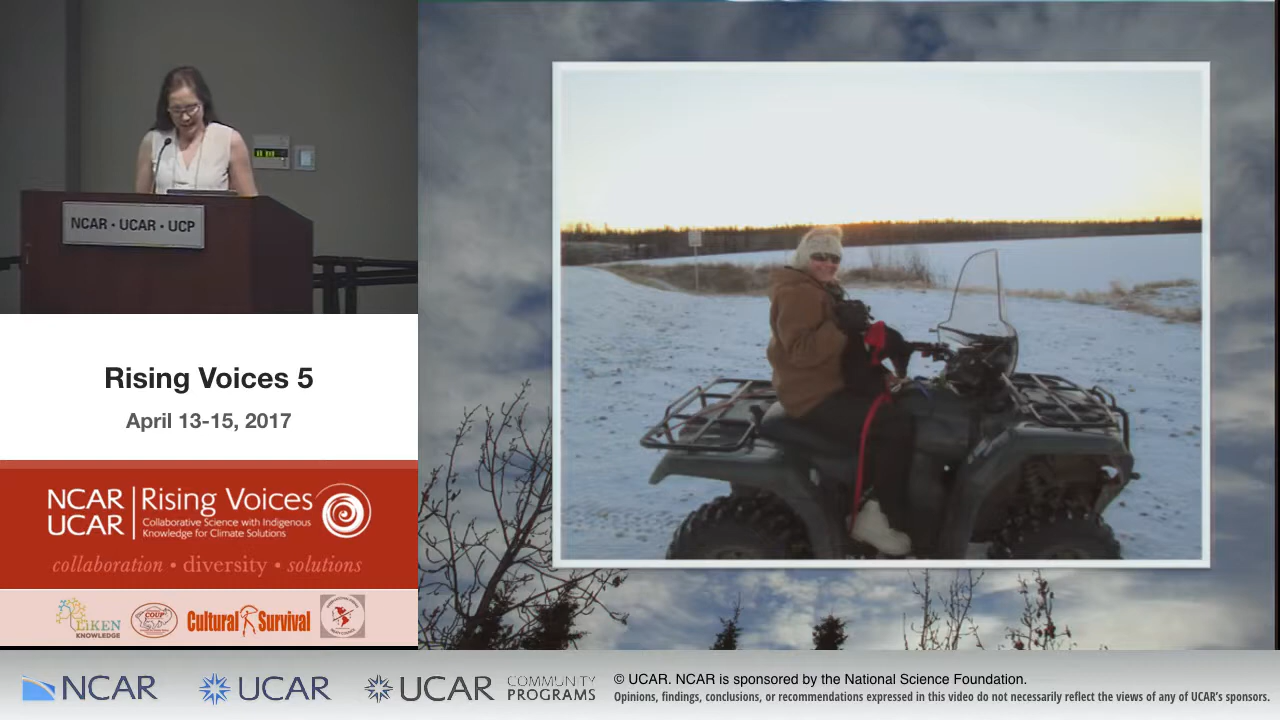 NCAR • UCAR • UCP
Rising Voices 5
April 13-15, 2017
NCAR
UCAR
Rising Voices
Collaborative Science with Indigenous
Knowledge for Climate Solutions
collaboration • diversity • solutions
LIKEN
KNOWLEDGE
COUP
Cultural Survival
NCAR
UCAR
UCAR
COMMUNITY
PROGRAMS
© UCAR. NCAR is sponsored by the National Science Foundation.
Opinions, findings, conclusions, or recommendations expressed in this video do not necessarily reflect the views of any of UCAR's sponsors.